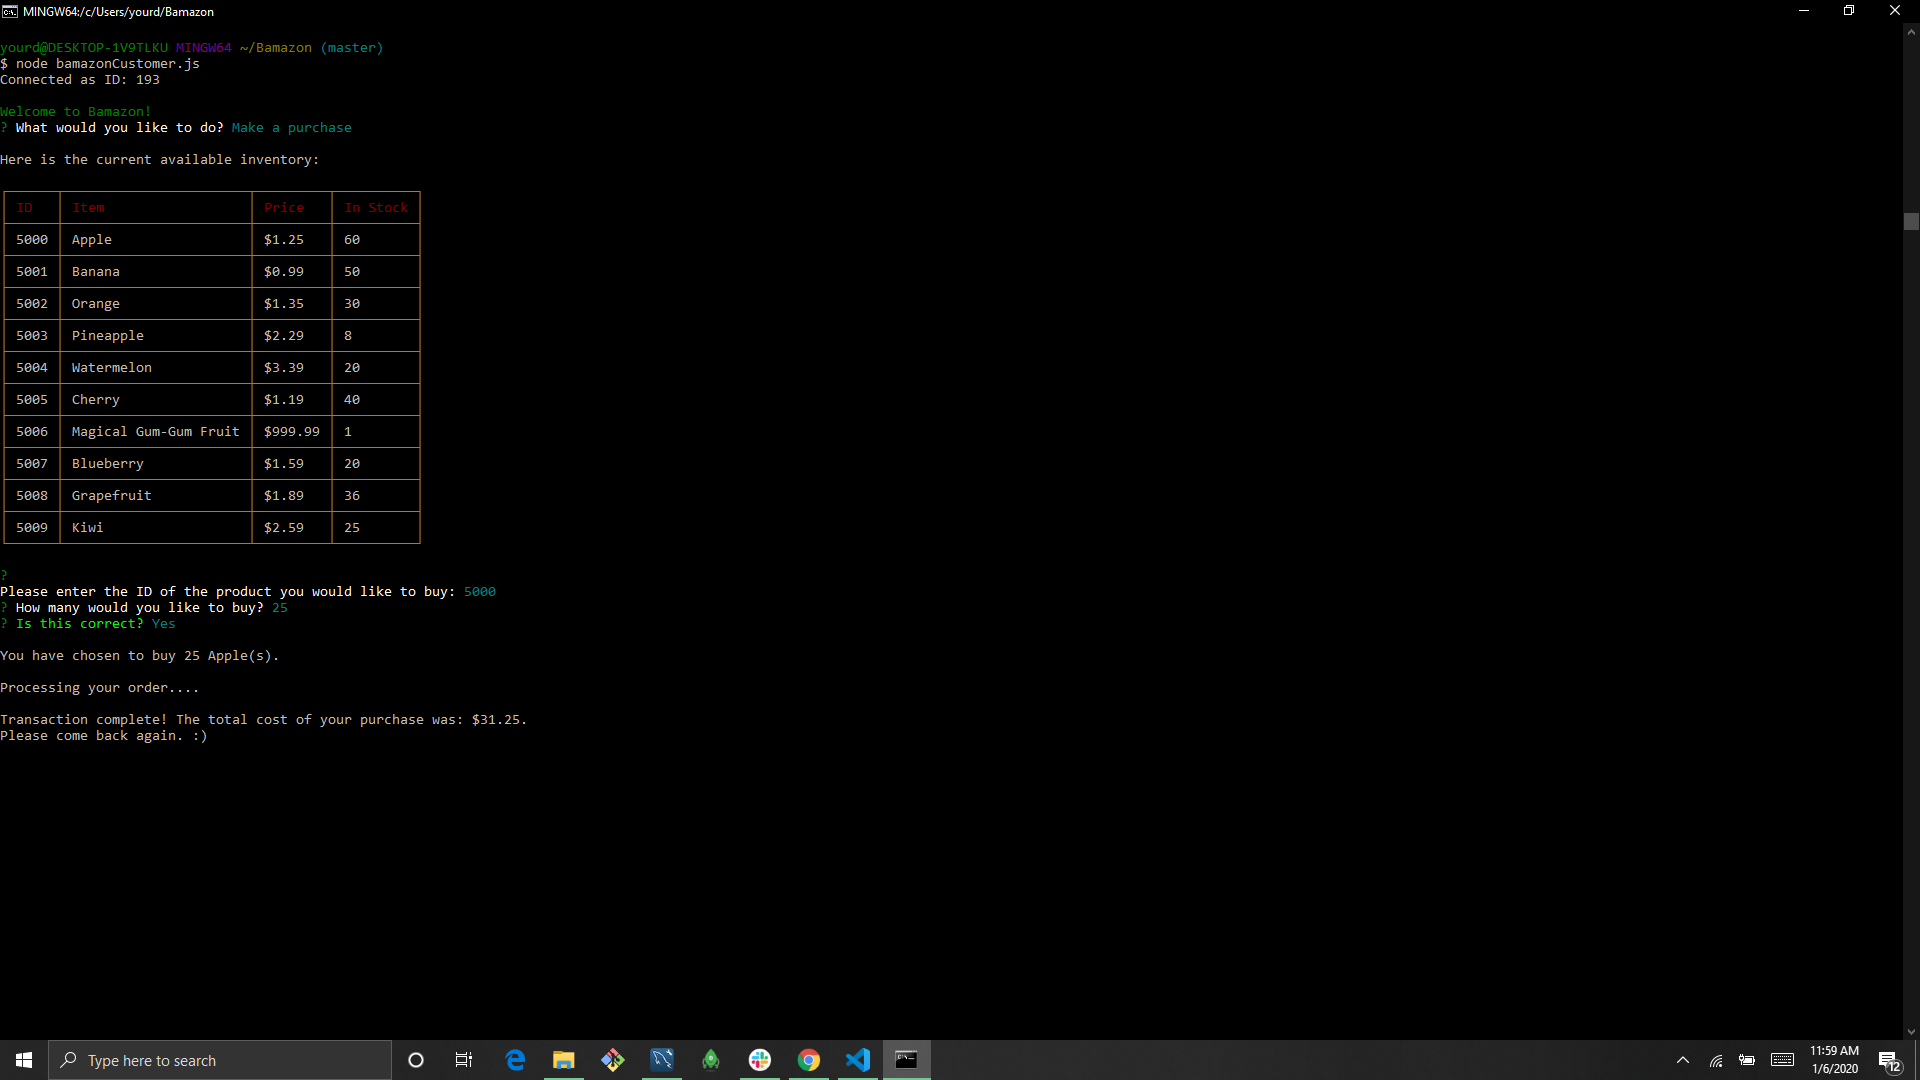 MINGW64:/c/Users/yourd/Bamazon
yourd@DESKTOP-1V9TLKU MINGW64 ~/Bamazon (master)
$ node bamazonCustomer.js
Connected as ID: 193
Welcome to Bamazon!
? What would you like to do? Make a purchase
Here is the current available inventory:
ID Item Price In Stock
5000 Apple $1.25 60
5001 Banana $0.99 50
5002 Orange $1.35 30
5003 Pineapple $2.29 8
5004 Watermelon $3.39 20
5005 Cherry $1.19 40
5006 Magical Gum-Gum Fruit $999.99 1
5007 Blueberry $1.59 20
5008 Grapefruit $1.89 36
5009 Kiwi $2.59 25
?
Please enter the ID of the product you would like to buy: 5000
? How many would you like to buy? 25
? Is this correct? Yes
You have chosen to buy 25 Apple(s).
Processing your order....
Transaction complete! The total cost of your purchase was: $31.25.
Please come back again. :)
Type here to search
11:59 AM
1/6/2020
12